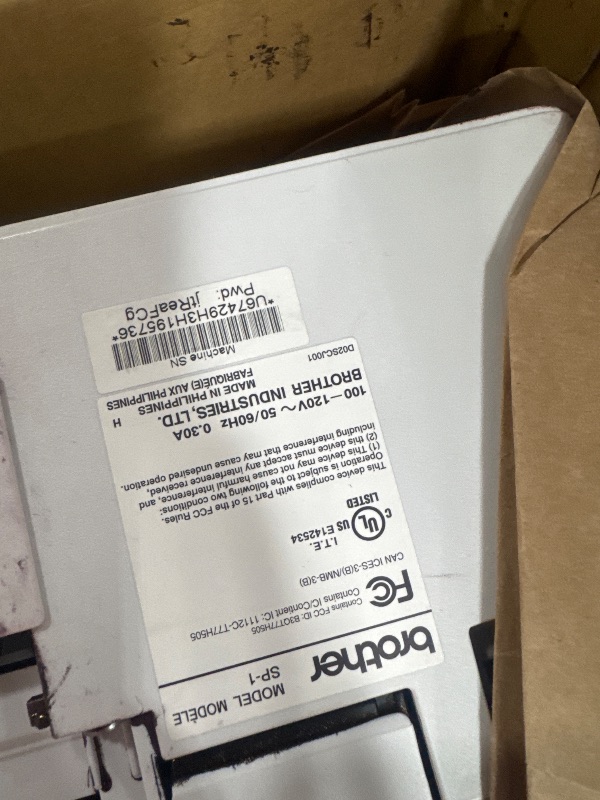 MODEL MODÈLE
SP-1
brother
Contains FCC ID: B3QT77H505
Contains IC/Contient IC: 1112C-T77H505
FC
CAN ICES-3(B)/NMB-3(B)
I.T.E.
C UL US E142534
LISTED
This device complies with Part 15 of the FCC Rules.
Operation is subject to the following two conditions:
(1) This device may not cause harmful interference, and
(2) this device must accept any interference received,
including interference that may cause undesired operation.
100—120V～ 50/60Hz 0.30A
BROTHER INDUSTRIES, LTD.
MADE IN PHILIPPINES H
FABRIQUÉ(E) AUX PHILIPPINES
D02SCJ001
Machine SN
*U67429H3H195736*
Pwd: jtReaFCg